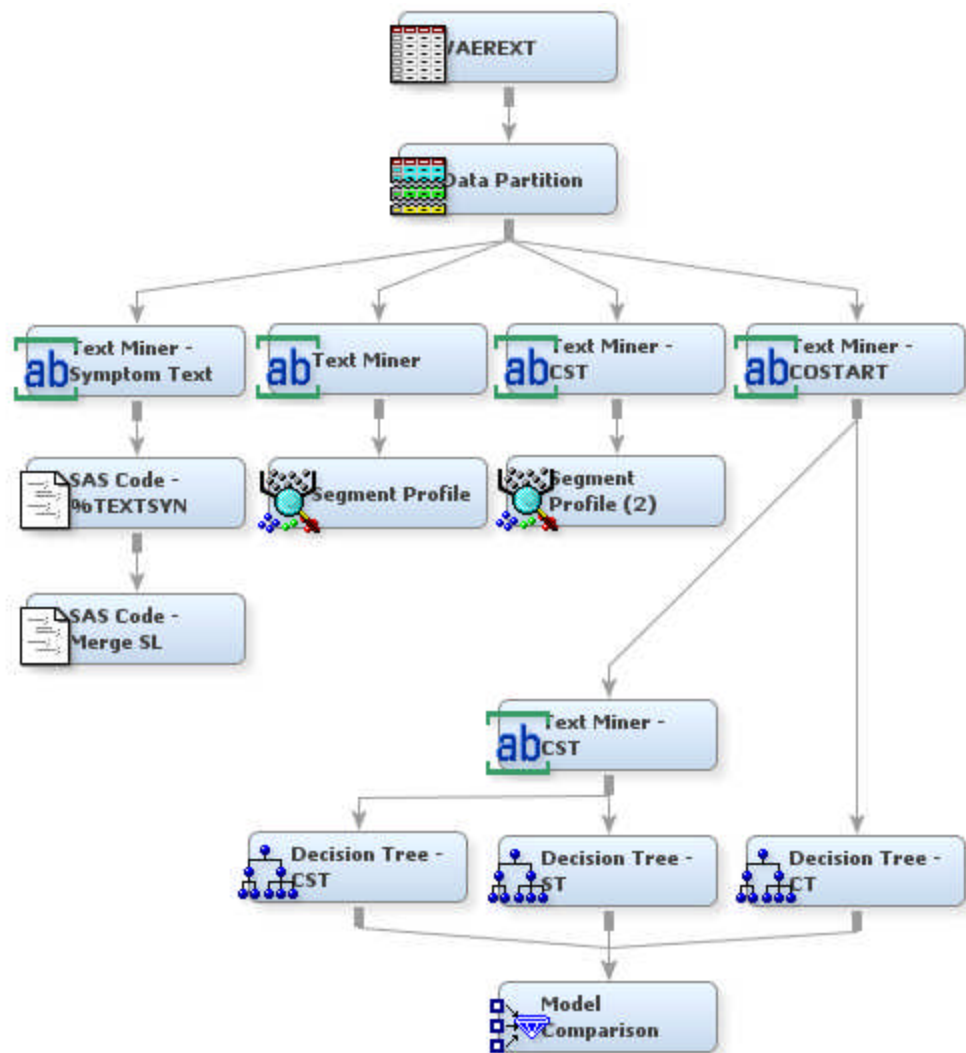 VAEREXT
Data Partition
Text Miner -
Symptom Text
Text Miner
Text Miner -
CST
Text Miner -
COSTART
SAS Code -
%TEXTSYN
Segment Profile
Segment
Profile (2)
SAS Code -
Merge SL
Text Miner -
CST
Decision Tree -
CST
Decision Tree -
ST
Decision Tree -
CT
Model
Comparison